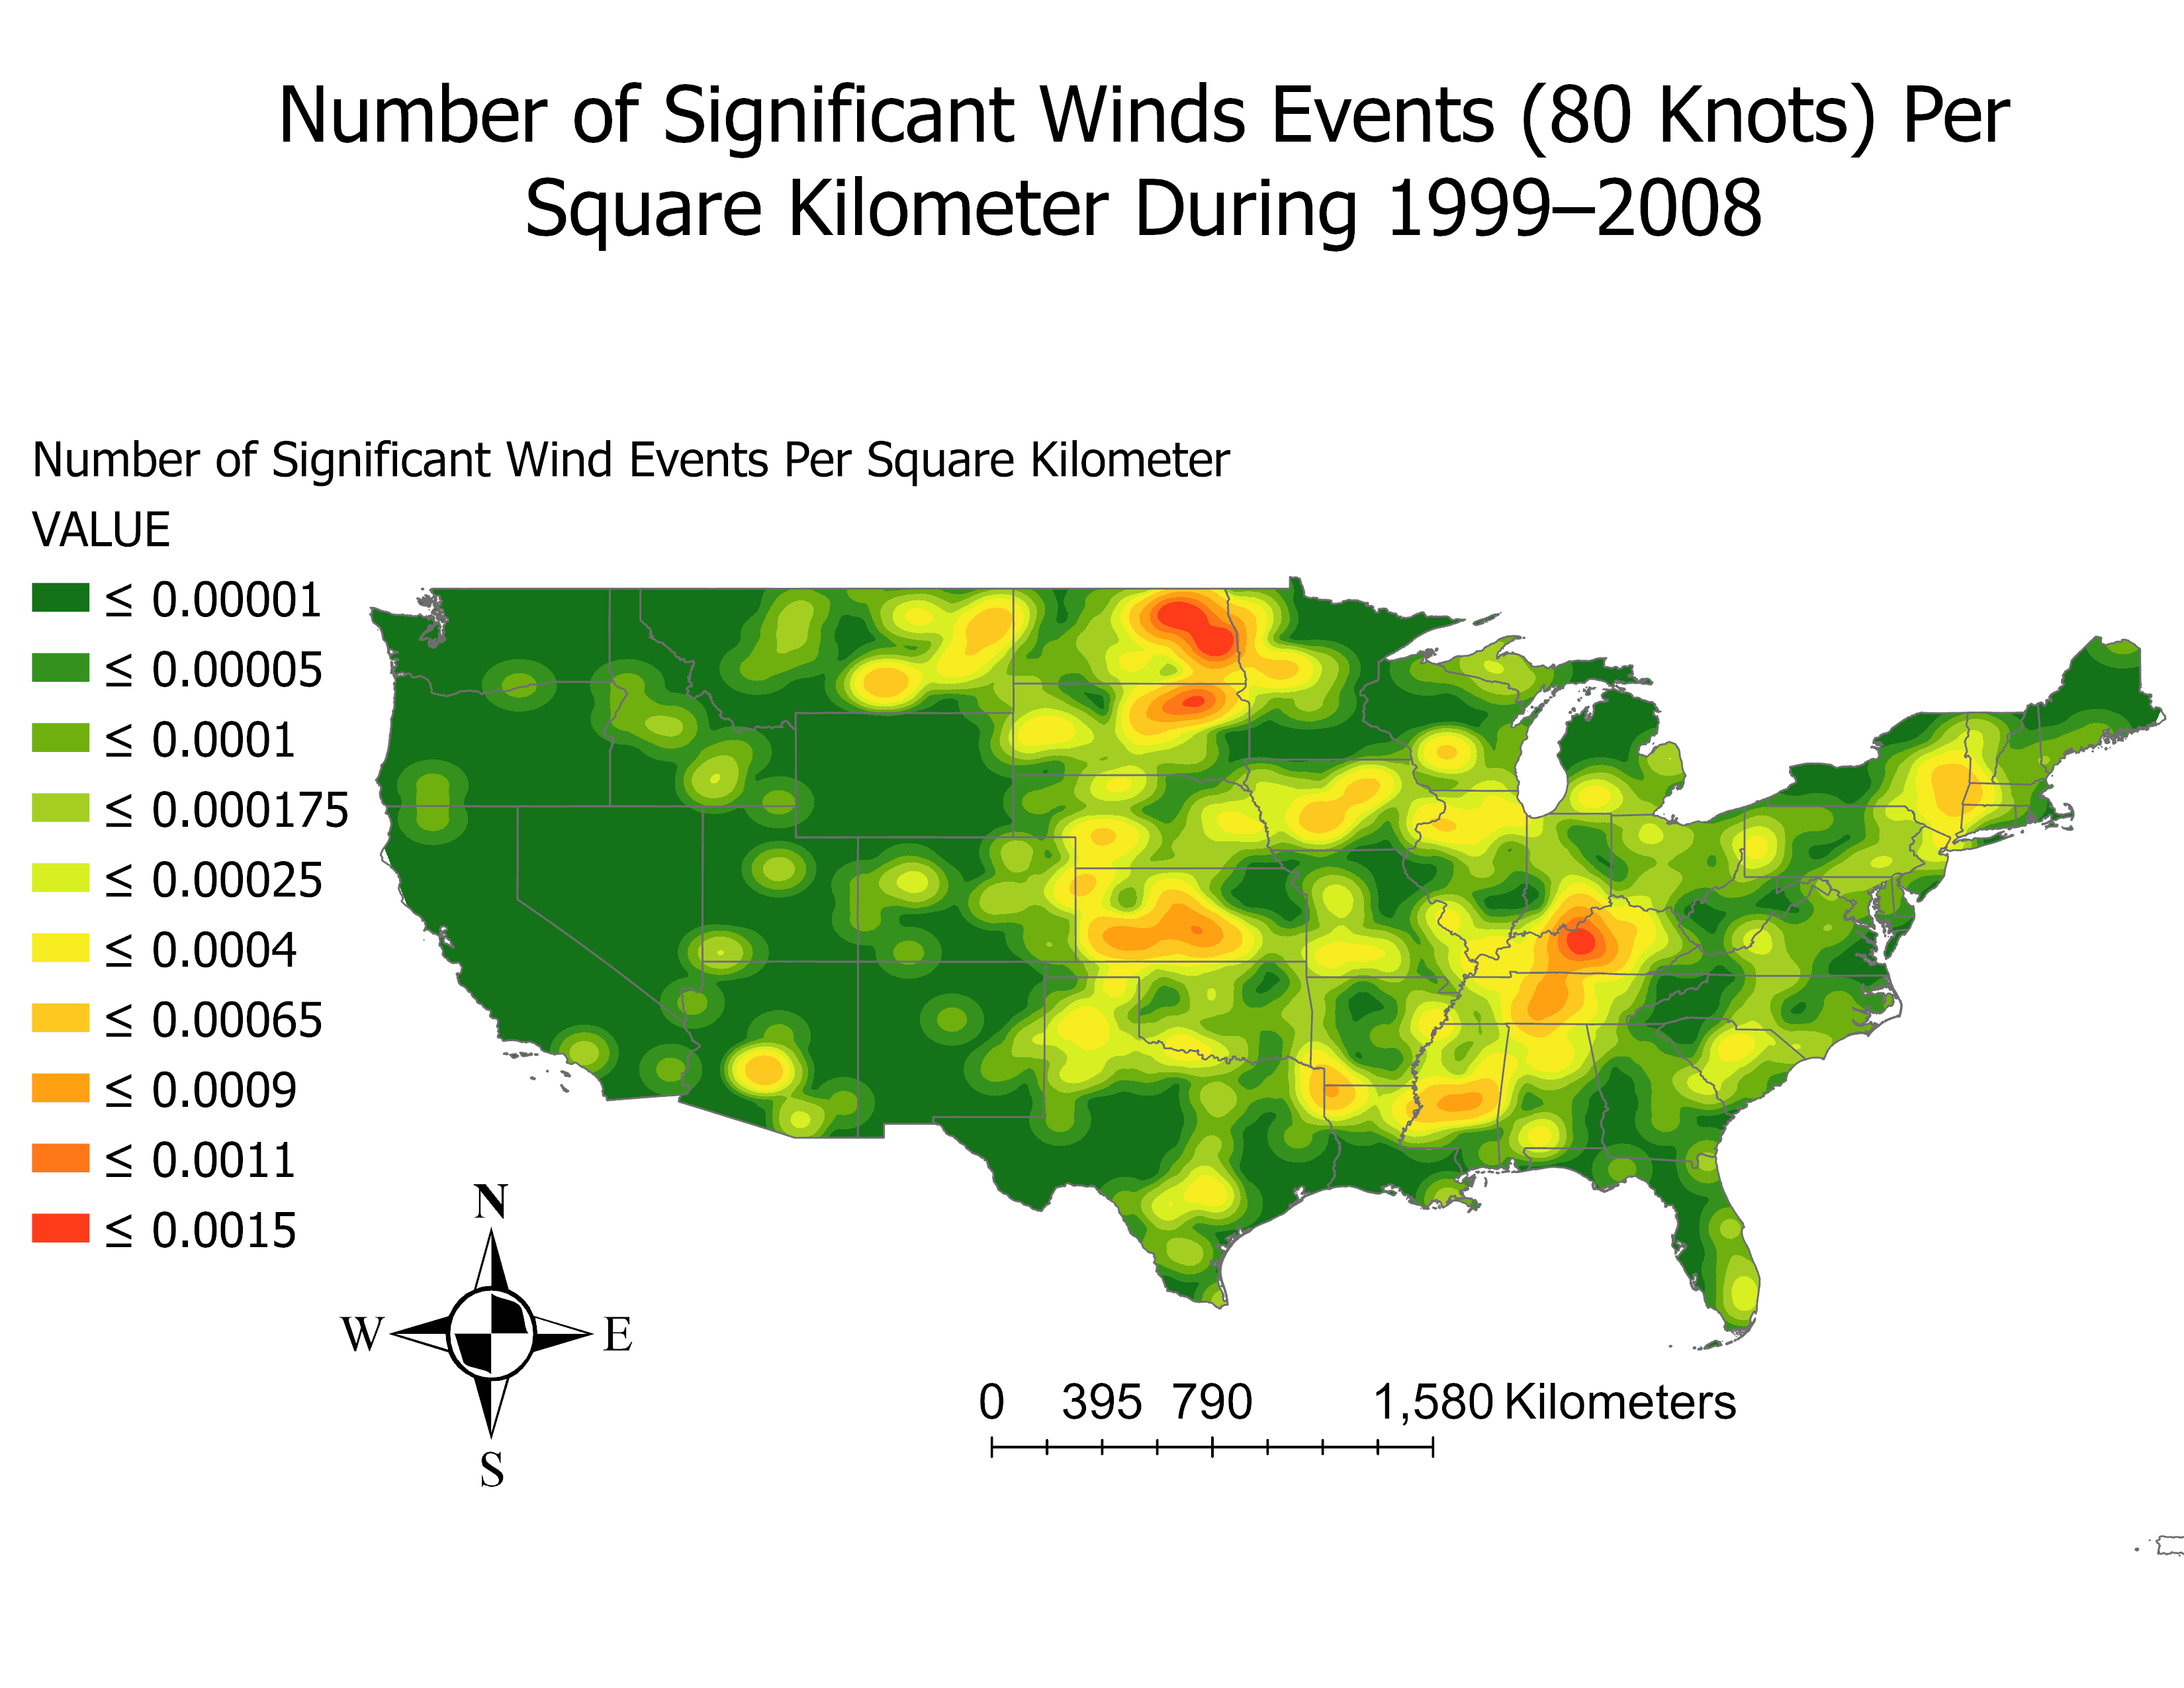 Number of Significant Winds Events (80 Knots) Per
Square Kilometer During 1999–2008
Number of Significant Wind Events Per Square Kilometer
VALUE
≤ 0.00001
≤ 0.00005
≤ 0.0001
≤ 0.000175
≤ 0.00025
≤ 0.0004
≤ 0.00065
≤ 0.0009
≤ 0.0011
≤ 0.0015
N
W E
S
0 395 790 1,580 Kilometers